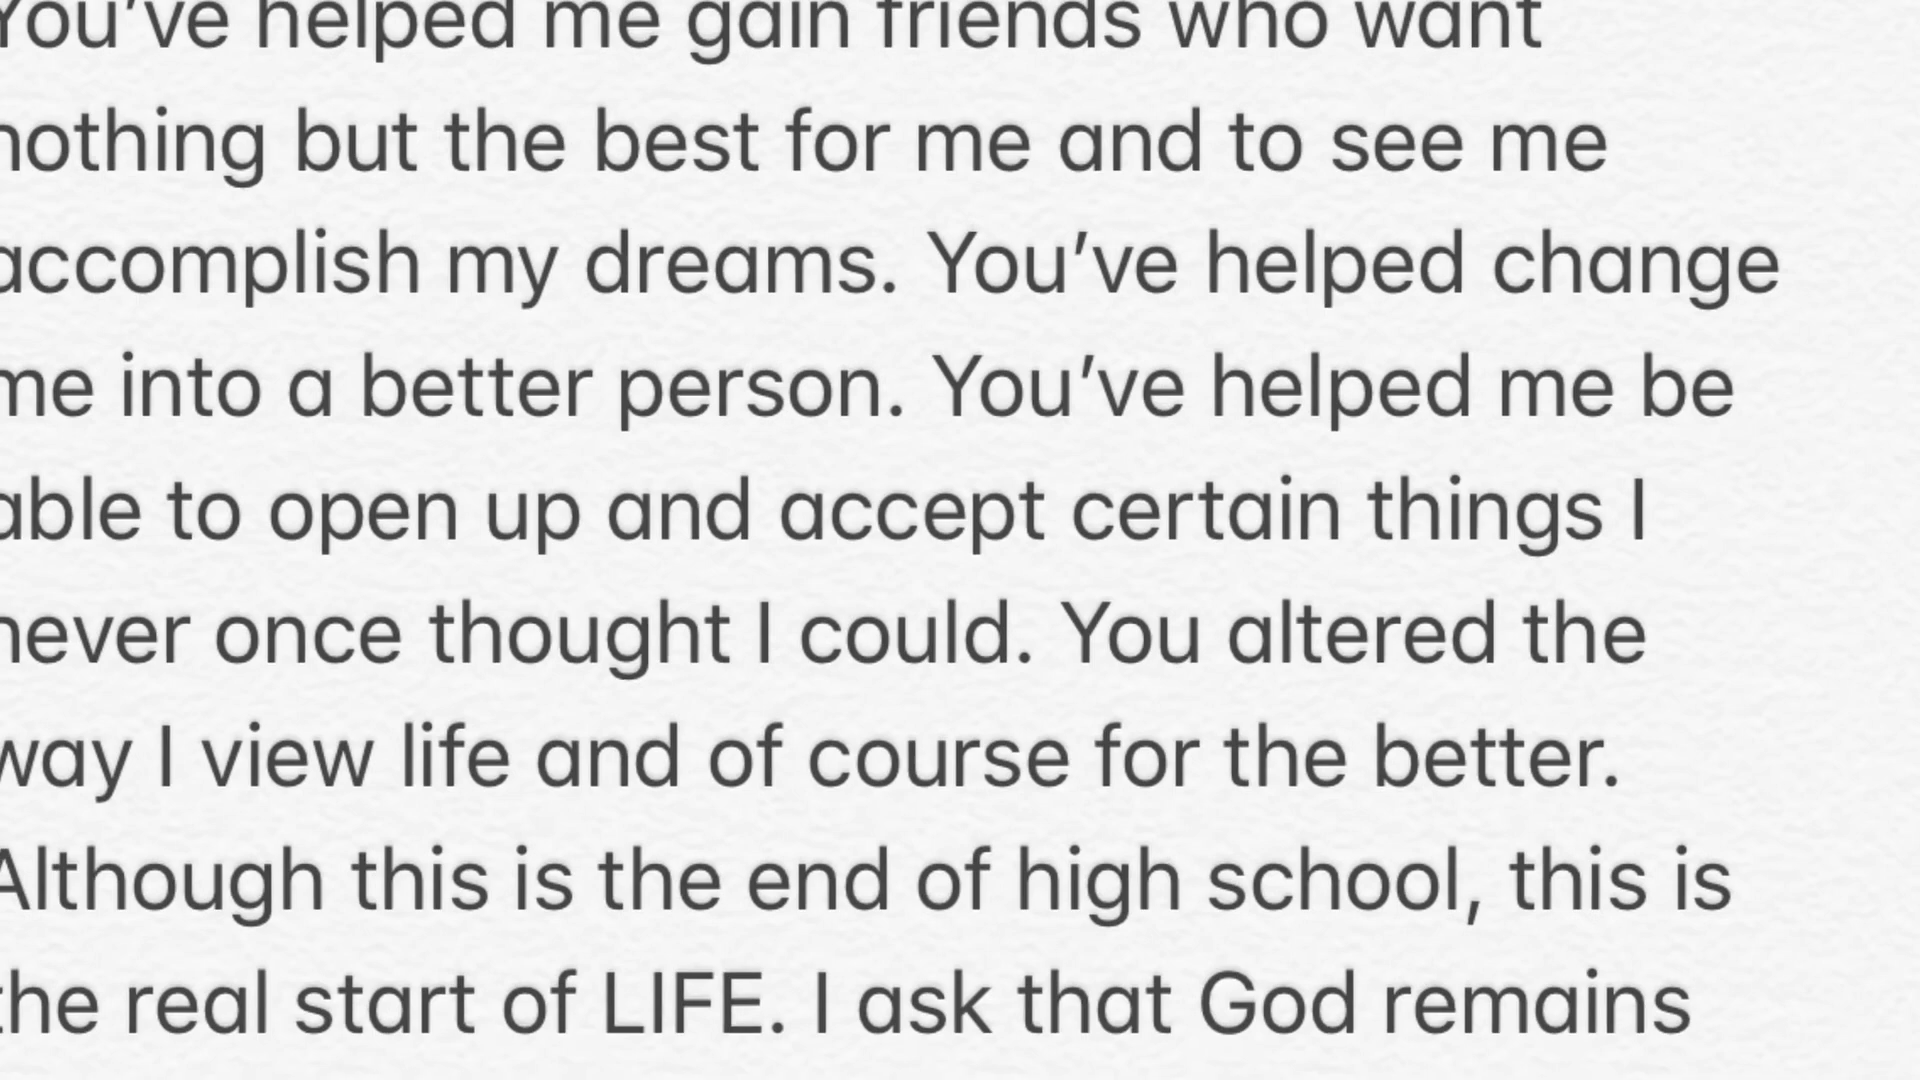 You've helped me gain friends who want
nothing but the best for me and to see me
accomplish my dreams. You've helped change
me into a better person. You've helped me be
able to open up and accept certain things I
never once thought I could. You altered the
way I view life and of course for the better.
Although this is the end of high school, this is
the real start of LIFE. I ask that God remains